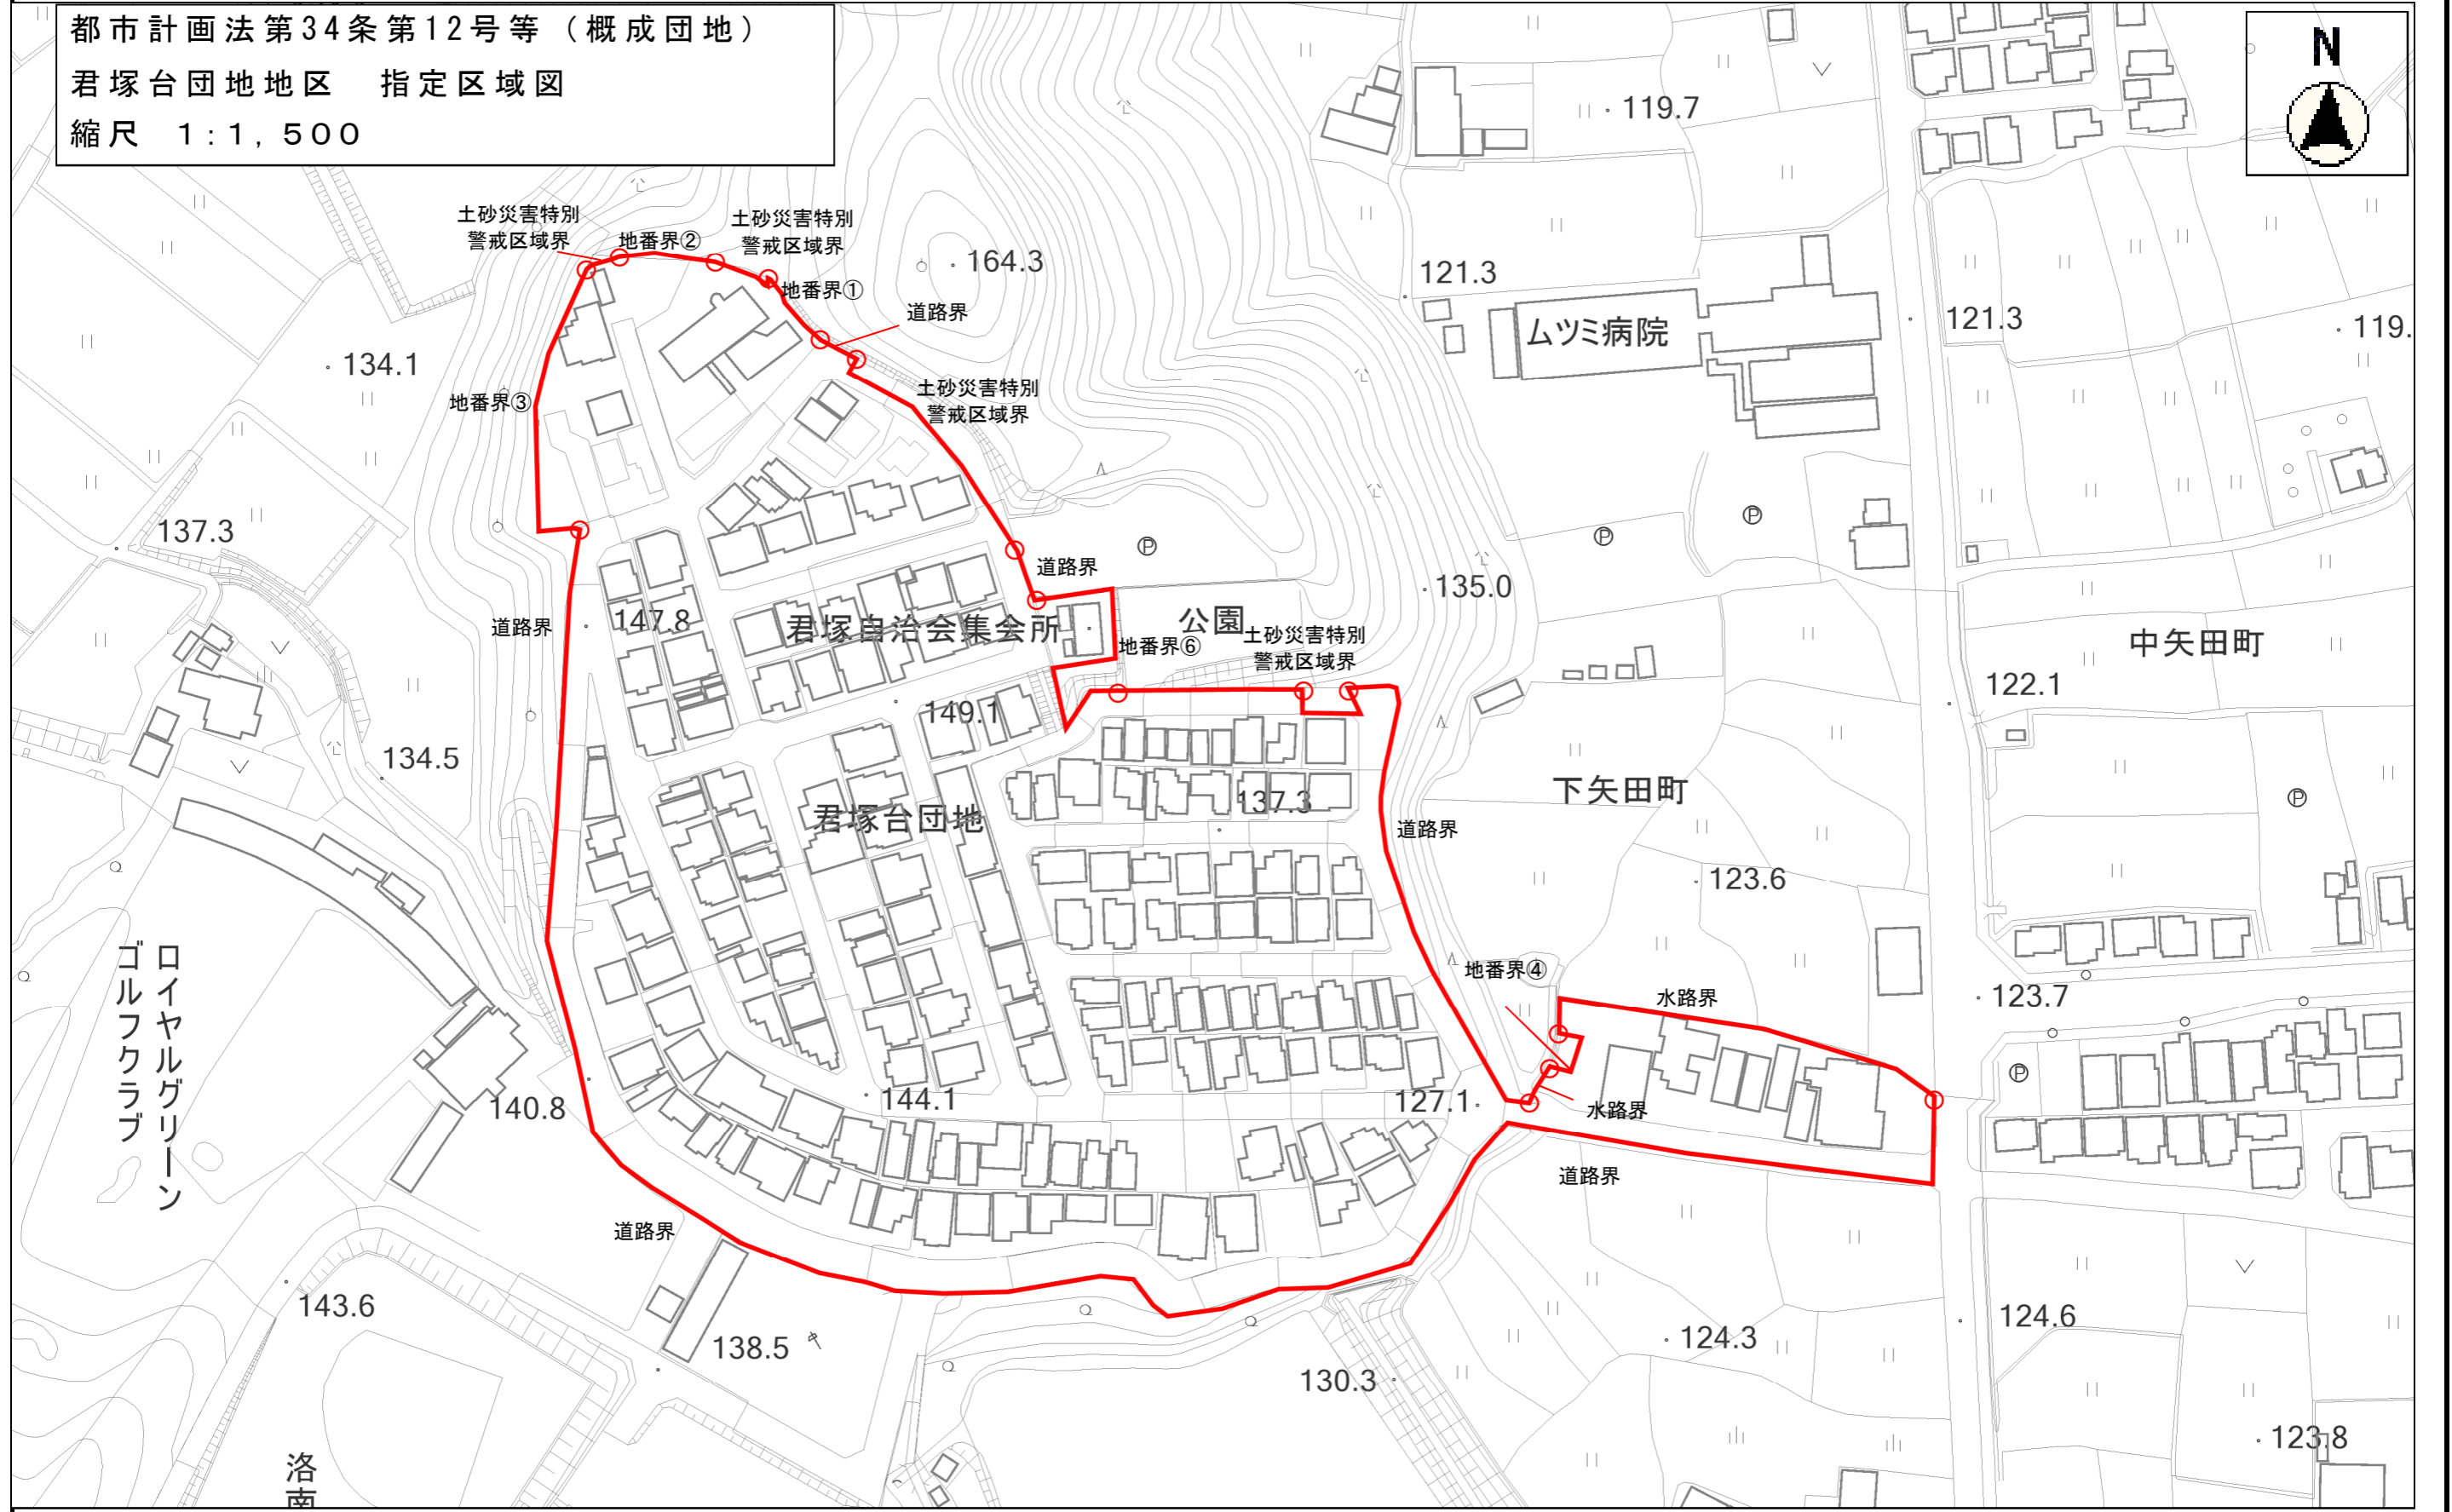 都市計画法第34条第12号等（概成団地）
君塚台団地地区　指定区域図
縮尺　1:1,500
N
119.7
土砂災害特別
警戒区域界
地番界②
土砂災害特別
警戒区域界
164.3
121.3
地番界①
道路界
ムツミ病院
121.3
119.
134.1
地番界③
土砂災害特別
警戒区域界
137.3
Ⓟ
Ⓟ
Ⓟ
道路界
135.0
147.8
道路界
君塚自治会集会所
公園
地番界⑥
土砂災害特別
警戒区域界
中矢田町
122.1
149.1
134.5
下矢田町
137.3
君塚台団地
道路界
Ⓟ
123.6
ロイヤルグリーン
ゴルフクラブ
地番界④
水路界
123.7
Ⓟ
140.8
144.1
127.1
水路界
道路界
道路界
143.6
138.5
124.3
124.6
130.3
123.8
洛南